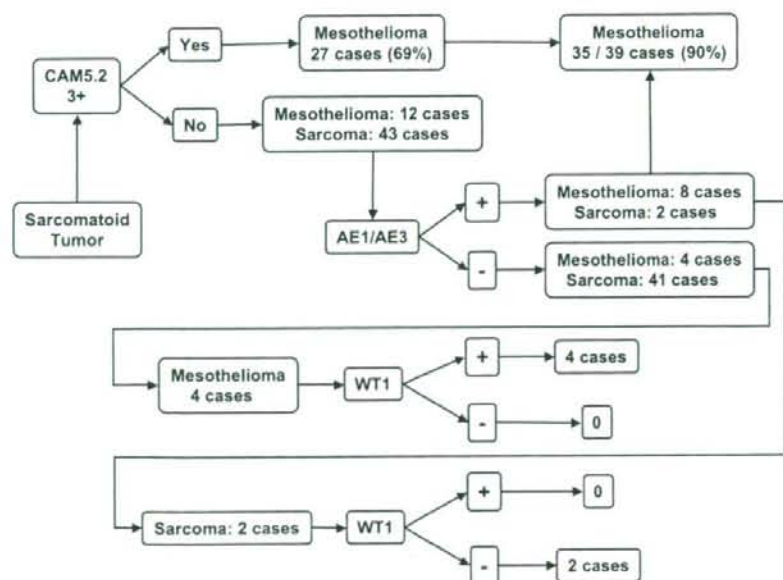 Yes
Mesothelioma
27 cases (69%)
Mesothelioma
35 / 39 cases (90%)
CAM5.2
3+
No
Mesothelioma: 12 cases
Sarcoma: 43 cases
Sarcomatoid
Tumor
AE1/AE3
+
Mesothelioma: 8 cases
Sarcoma: 2 cases
-
Mesothelioma: 4 cases
Sarcoma: 41 cases
Mesothelioma
4 cases
WT1
+
4 cases
-
0
Sarcoma: 2 cases
WT1
+
0
-
2 cases